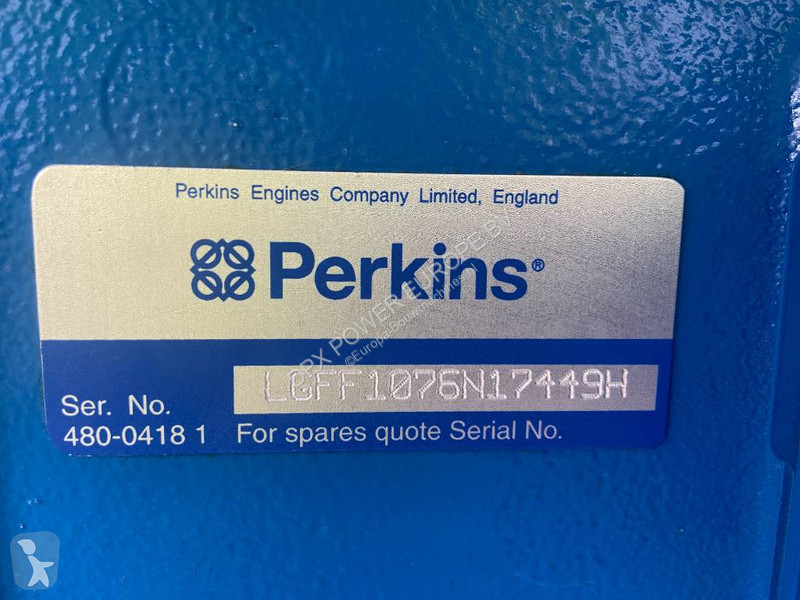 Perkins Engines Company Limited, England
Perkins®
LGFF1076N17449H
Ser. No.
480-0418 1 For spares quote Serial No.